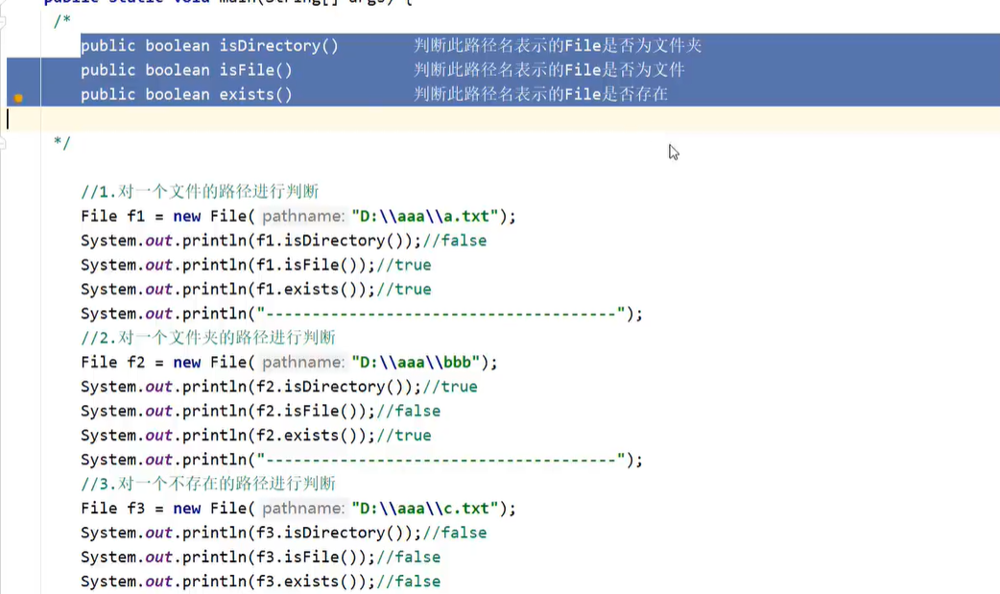 public static void main(String[] args) {
/*
public boolean isDirectory() 判断此路径名表示的File是否为文件夹
public boolean isFile() 判断此路径名表示的File是否为文件
public boolean exists() 判断此路径名表示的File是否存在
*/
//1.对一个文件的路径进行判断
File f1 = new File( pathname: "D:\\aaa\\a.txt");
System.out.println(f1.isDirectory());//false
System.out.println(f1.isFile());//true
System.out.println(f1.exists());//true
System.out.println("--------------------------------------");
//2.对一个文件夹的路径进行判断
File f2 = new File( pathname: "D:\\aaa\\bbb");
System.out.println(f2.isDirectory());//true
System.out.println(f2.isFile());//false
System.out.println(f2.exists());//true
System.out.println("--------------------------------------");
//3.对一个不存在的路径进行判断
File f3 = new File( pathname: "D:\\aaa\\c.txt");
System.out.println(f3.isDirectory());//false
System.out.println(f3.isFile());//false
System.out.println(f3.exists());//false